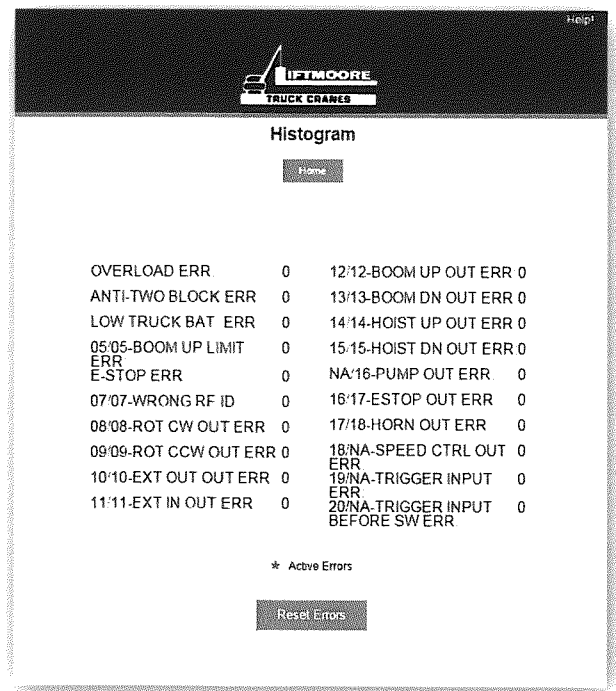 Help!
LIFTMOORE
TRUCK CRANES
Histogram
Home
OVERLOAD ERR. 0
ANTI-TWO BLOCK ERR 0
LOW TRUCK BAT ERR 0
05/05-BOOM UP LIMIT 0
ERR
E-STOP ERR 0
07/07-WRONG RF ID 0
08/08-ROT CW OUT ERR 0
09/09-ROT CCW OUT ERR 0
10/10-EXT OUT OUT ERR 0
11/11-EXT IN OUT ERR 0
12/12-BOOM UP OUT ERR 0
13/13-BOOM DN OUT ERR 0
14/14-HOIST UP OUT ERR 0
15/15-HOIST DN OUT ERR 0
NA/16-PUMP OUT ERR. 0
16/17-ESTOP OUT ERR 0
17/18-HORN OUT ERR 0
18/NA-SPEED CTRL OUT 0
ERR.
19/NA-TRIGGER INPUT 0
ERR.
20/NA-TRIGGER INPUT 0
BEFORE SW ERR.
* Active Errors
Reset Errors